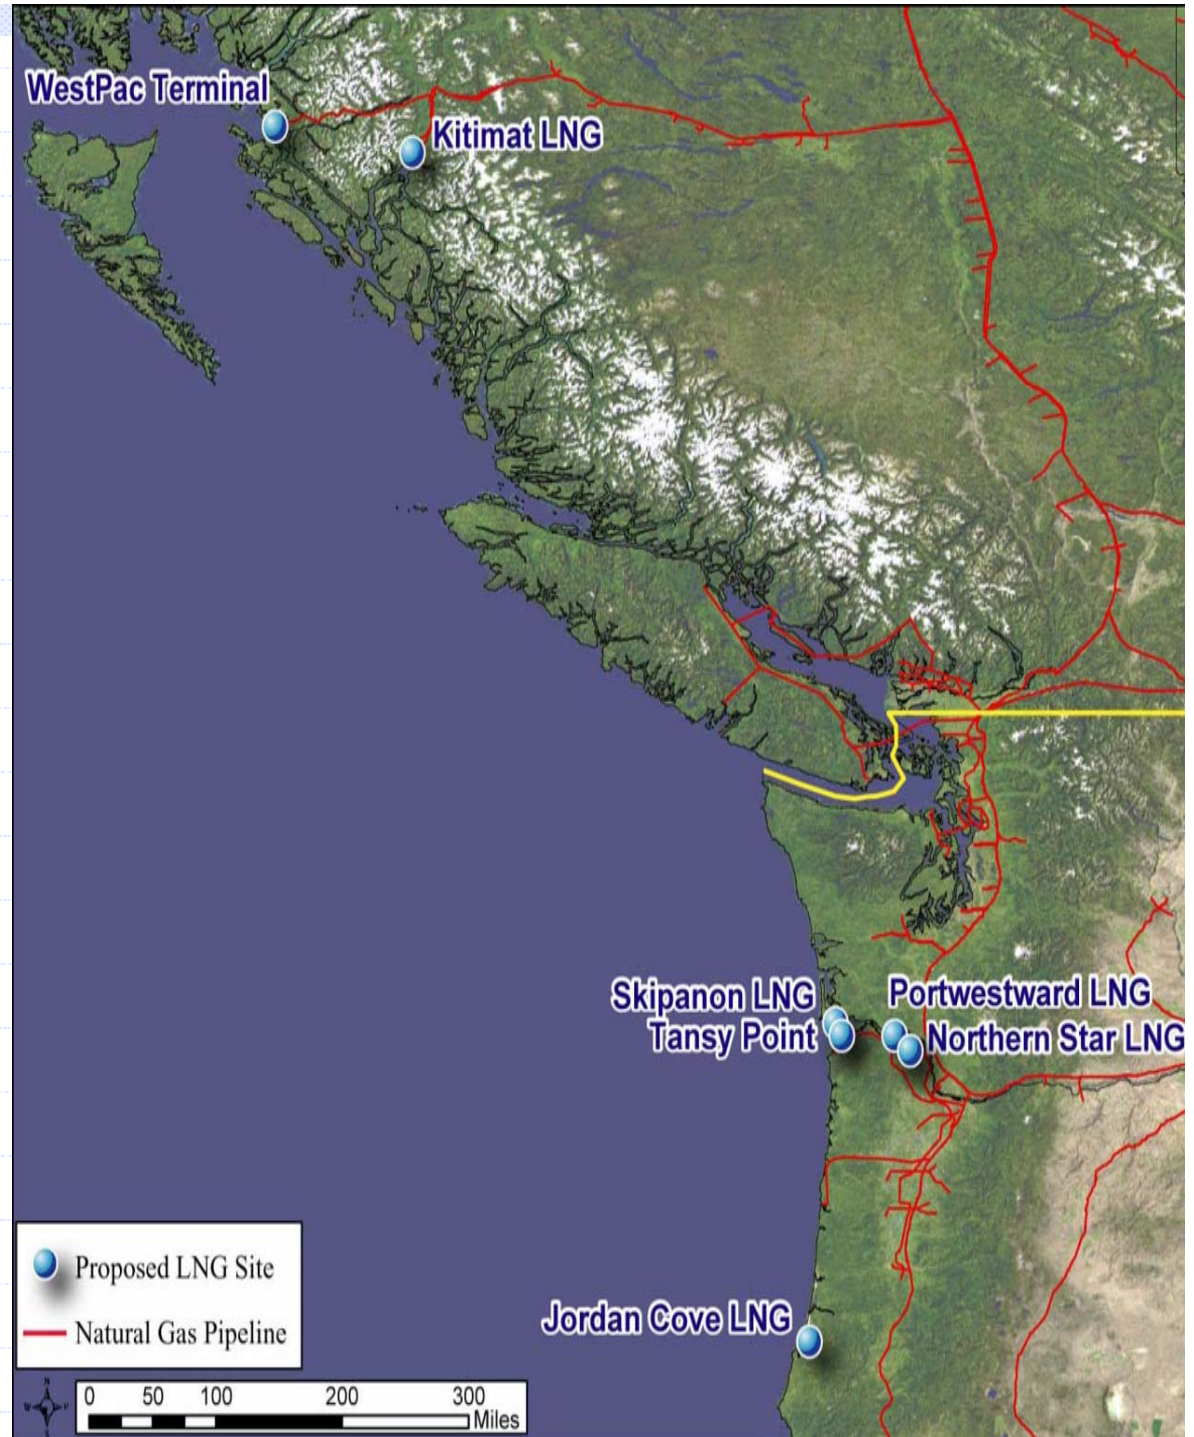 WestPac Terminal
Kitimat LNG
Skipanon LNG
Portwestward LNG
Tansy Point
Northern Star LNG
Jordan Cove LNG
Proposed LNG Site
Natural Gas Pipeline
N
0 50 100 200 300
Miles